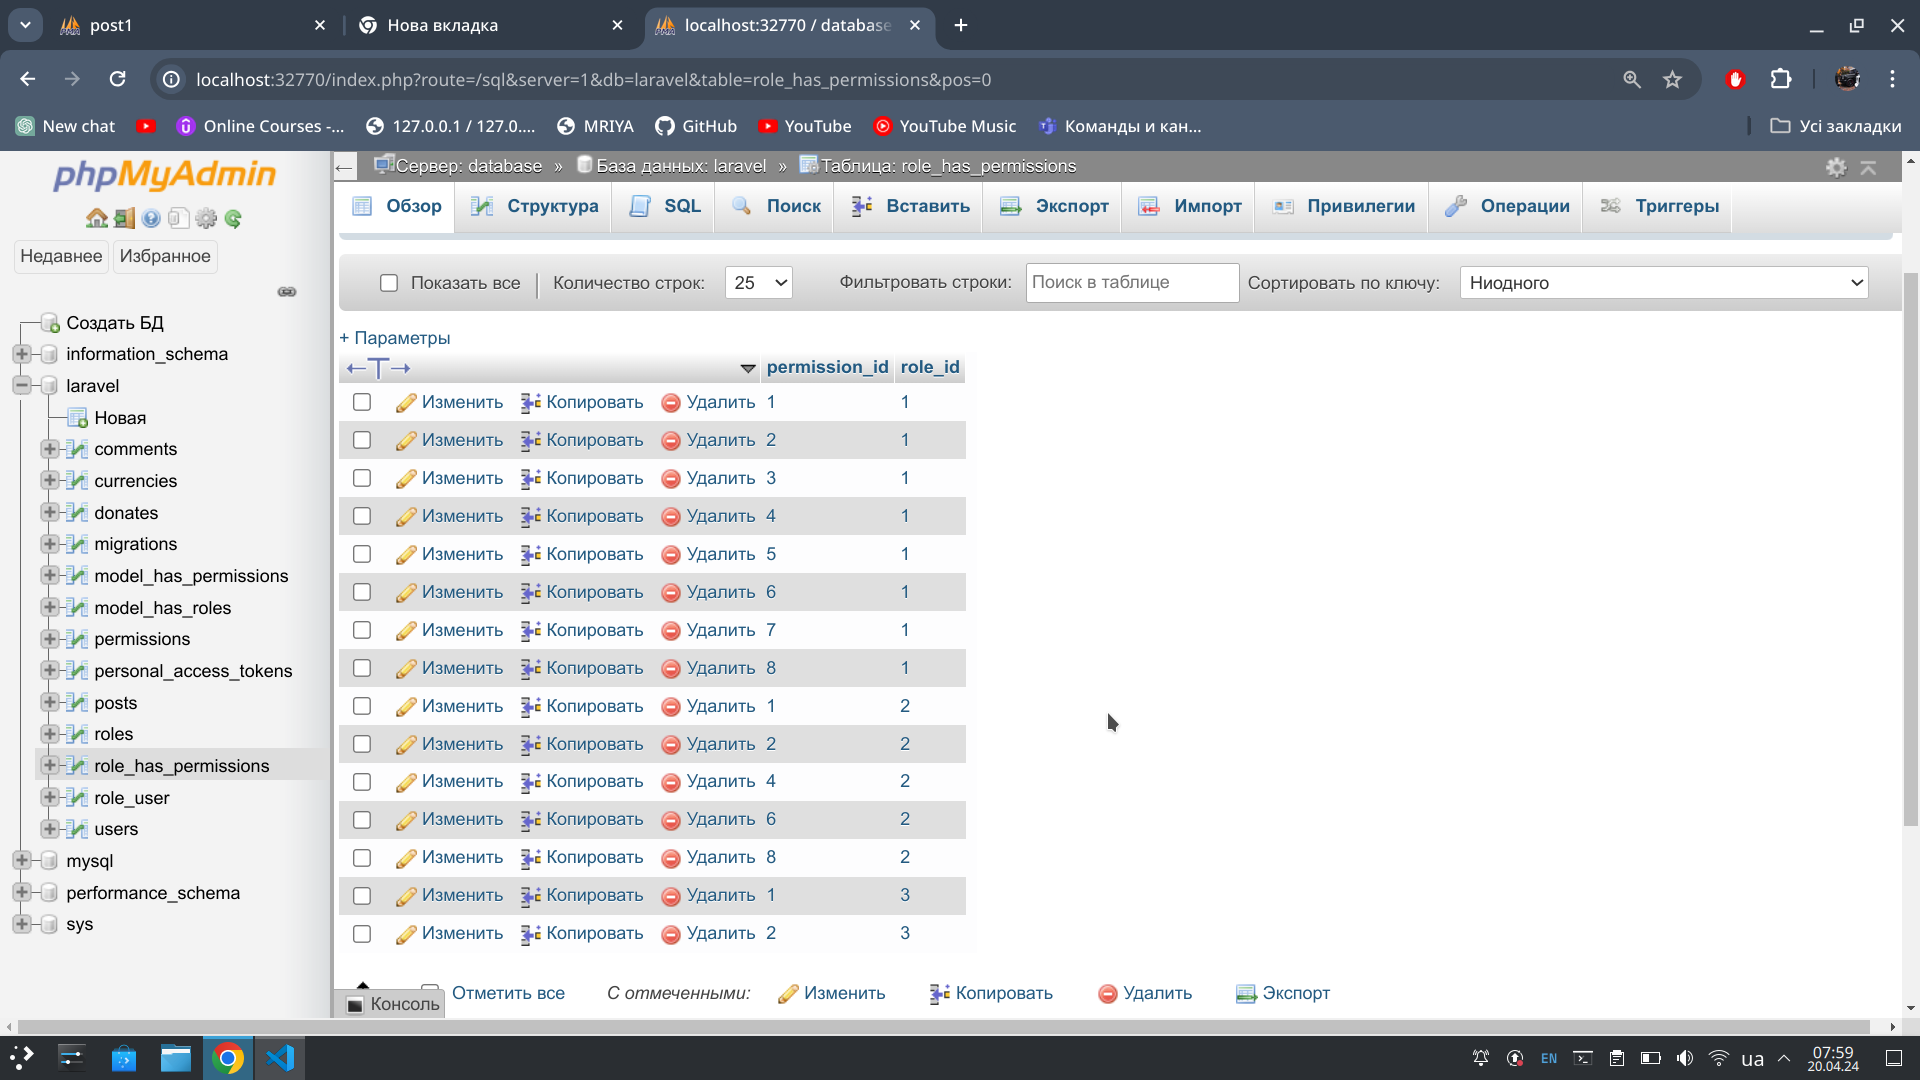 post1
Нова вкладка
localhost:32770 / database
localhost:32770/index.php?route=/sql&server=1&db=laravel&table=role_has_permissions&pos=0
New chat
Online Courses -...
127.0.0.1 / 127.0....
MRIYA
GitHub
YouTube
YouTube Music
Команды и кан...
Усі закладки
phpMyAdmin
Недавнее
Избранное
Создать БД
information_schema
laravel
Новая
comments
currencies
donates
migrations
model_has_permissions
model_has_roles
permissions
personal_access_tokens
posts
roles
role_has_permissions
role_user
users
mysql
performance_schema
sys
Сервер: database » База данных: laravel » Таблица: role_has_permissions
Обзор Структура SQL Поиск Вставить Экспорт Импорт Привилегии Операции Триггеры
Показать все Количество строк: 25 Фильтровать строки: Поиск в таблице Сортировать по ключу: Ниодного
+ Параметры
permission_id role_id
Изменить Копировать Удалить 1 1
Изменить Копировать Удалить 2 1
Изменить Копировать Удалить 3 1
Изменить Копировать Удалить 4 1
Изменить Копировать Удалить 5 1
Изменить Копировать Удалить 6 1
Изменить Копировать Удалить 7 1
Изменить Копировать Удалить 8 1
Изменить Копировать Удалить 1 2
Изменить Копировать Удалить 2 2
Изменить Копировать Удалить 4 2
Изменить Копировать Удалить 6 2
Изменить Копировать Удалить 8 2
Изменить Копировать Удалить 1 3
Изменить Копировать Удалить 2 3
Отметить все С отмеченными: Изменить Копировать Удалить Экспорт
Консоль
EN
ua
07:59
20.04.24